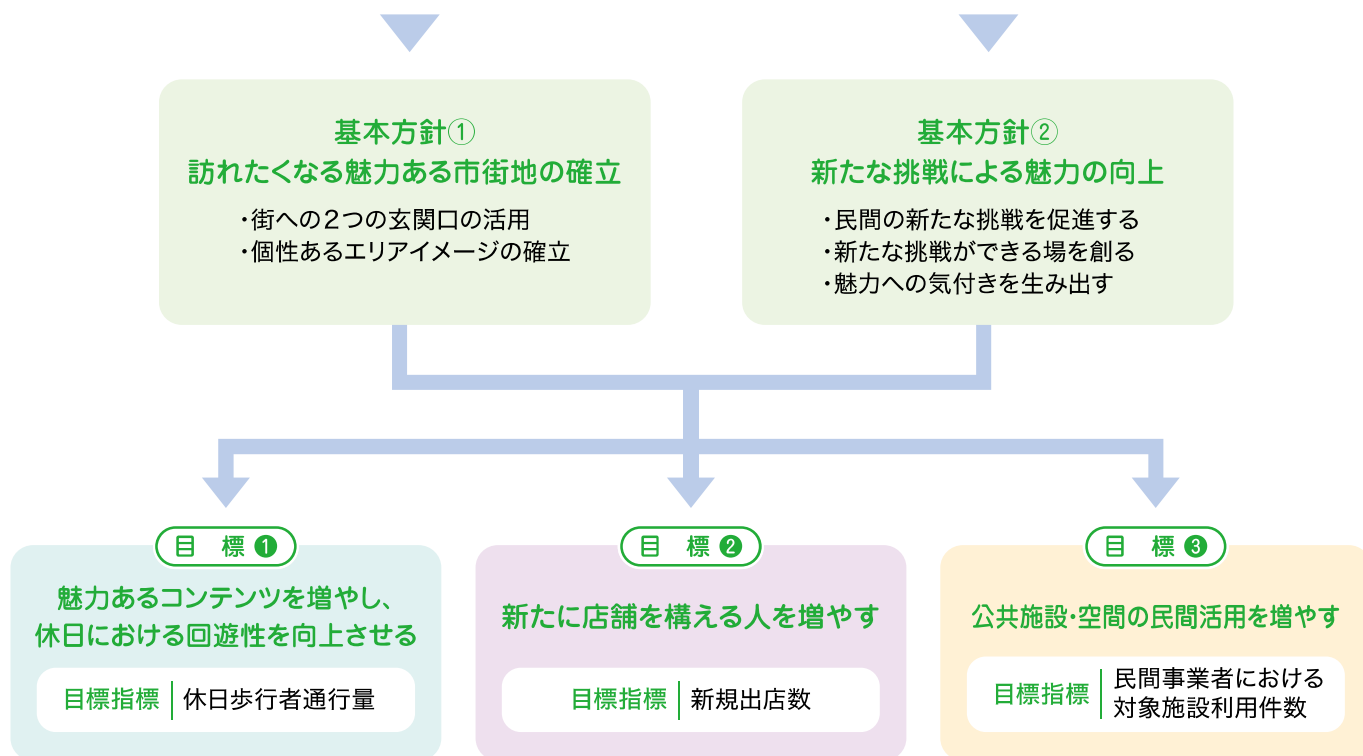 基本方針①
訪れたくなる魅力ある市街地の確立
・街への2つの玄関口の活用
・個性あるエリアイメージの確立
基本方針②
新たな挑戦による魅力の向上
・民間の新たな挑戦を促進する
・新たな挑戦ができる場を創る
・魅力への気付きを生み出す
目 標 ❶
魅力あるコンテンツを増やし、
休日における回遊性を向上させる
目標指標 休日歩行者通行量
目 標 ❷
新たに店舗を構える人を増やす
目標指標 新規出店数
目 標 ❸
公共施設・空間の民間活用を増やす
目標指標 民間事業者における
対象施設利用件数